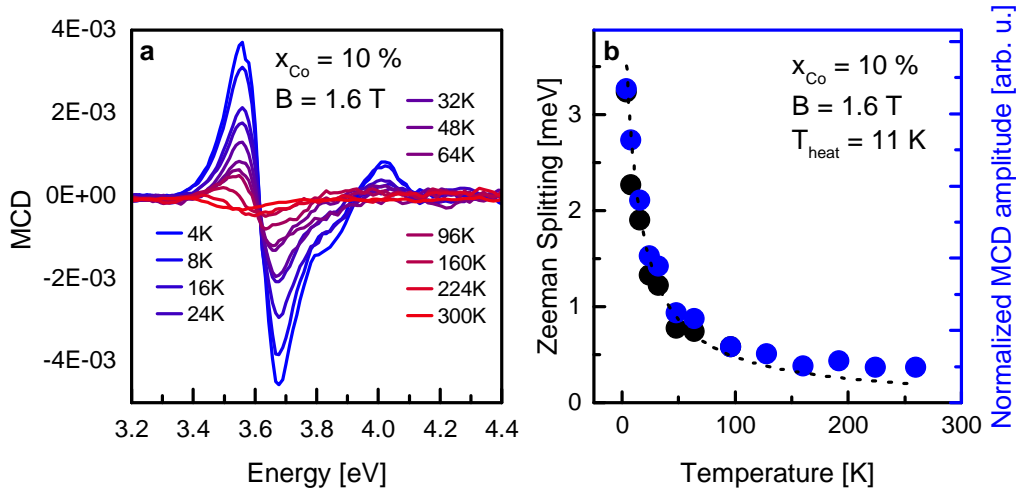 a
x_Co = 10 %
B = 1.6 T
32K
48K
64K
4K
8K
16K
24K
96K
160K
224K
300K
4E-03
2E-03
0E+00
-2E-03
-4E-03
MCD
3.2 3.4 3.6 3.8 4.0 4.2 4.4
Energy [eV]
b
x_Co = 10 %
B = 1.6 T
T_heat = 11 K
3
2
1
0
Zeeman Splitting [meV]
0 100 200 300
Temperature [K]
Normalized MCD amplitude [arb. u.]